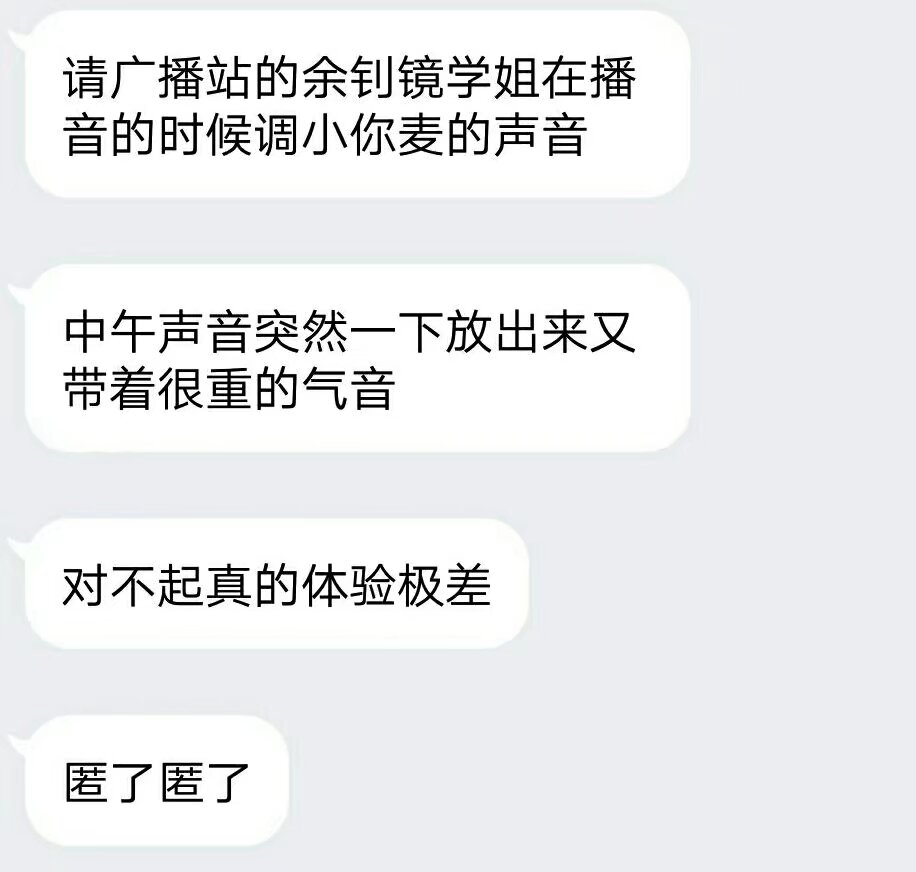 请广播站的余钊镜学姐在播
音的时候调小你麦的声音
中午声音突然一下放出来又
带着很重的气音
对不起真的体验极差
匿了匿了